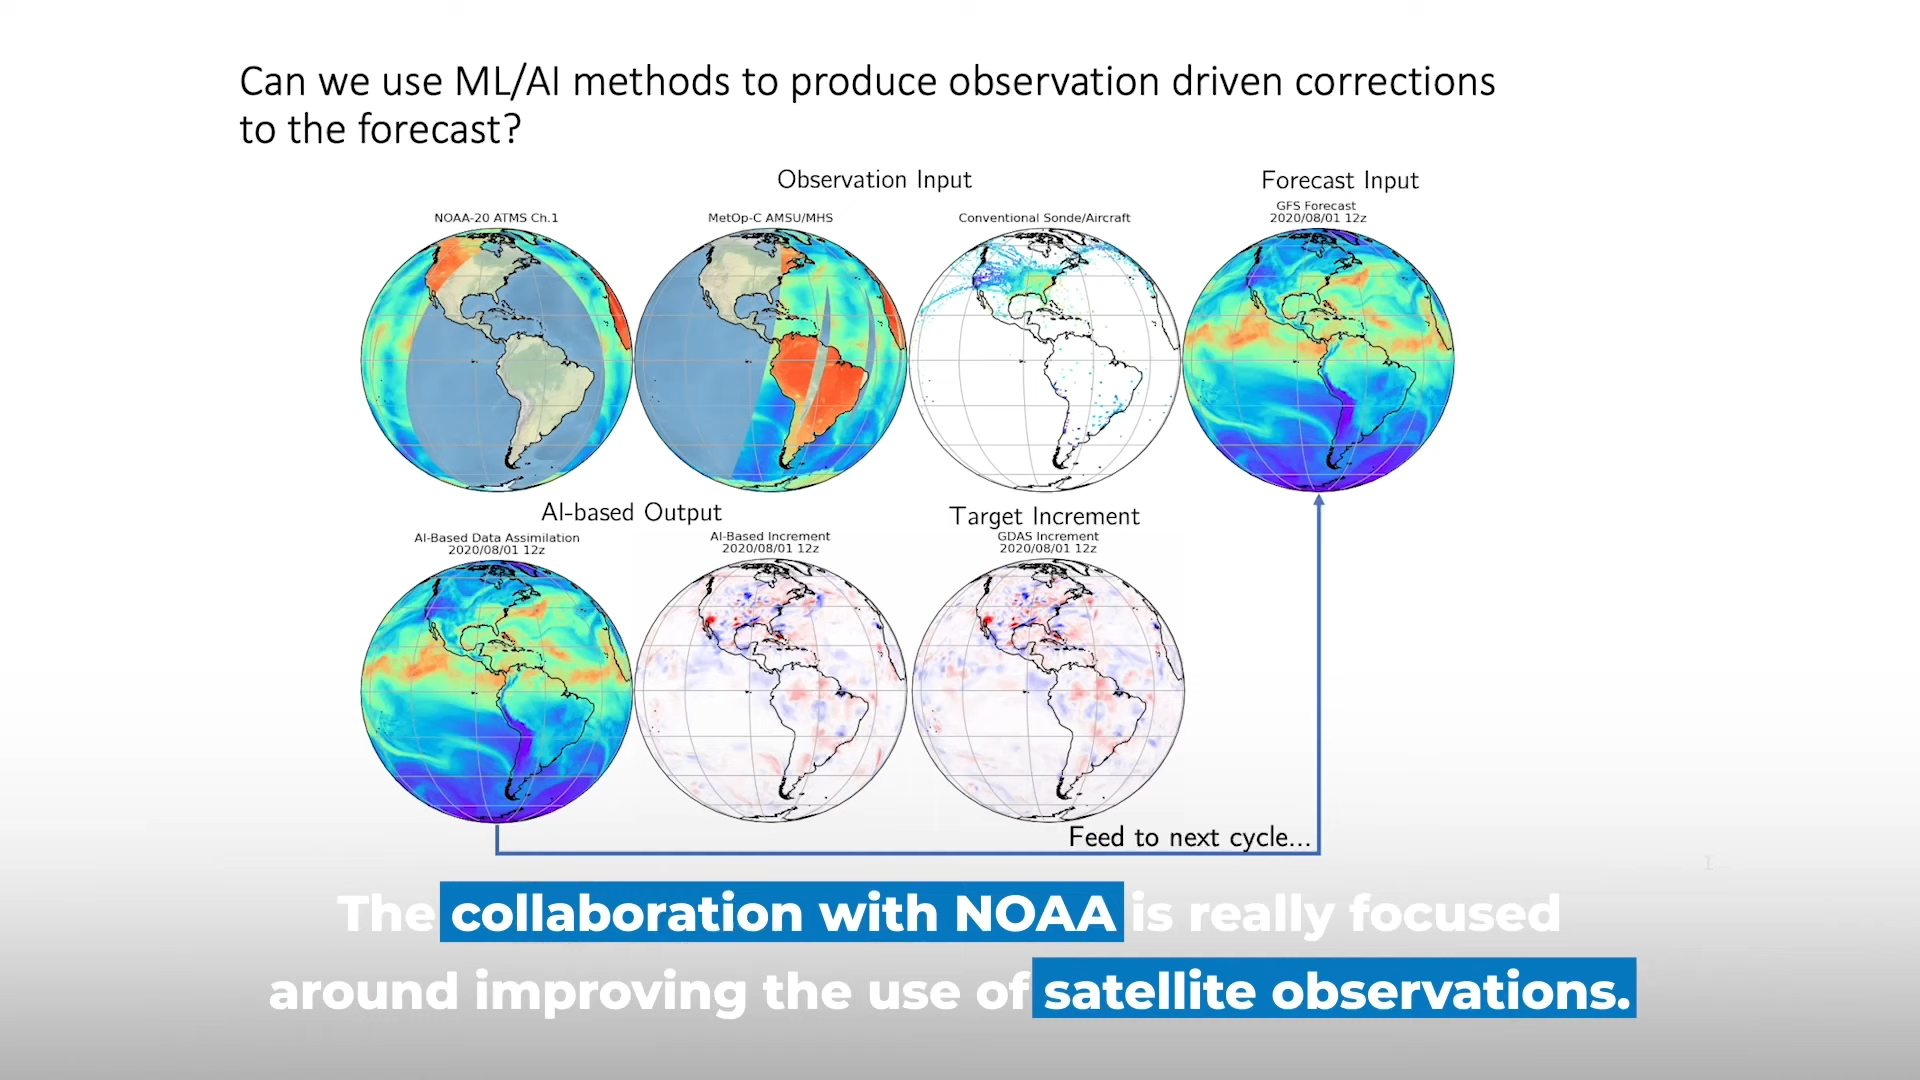 Can we use ML/AI methods to produce observation driven corrections
to the forecast?
Observation Input
Forecast Input
NOAA-20 ATMS Ch.1
MetOp-C AMSU/MHS
Conventional Sonde/Aircraft
GFS Forecast
2020/08/01 12z
AI-based Output
Target Increment
AI-Based Data Assimilation
2020/08/01 12z
AI-Based Increment
2020/08/01 12z
GDAS Increment
2020/08/01 12z
Feed to next cycle...
1
The collaboration with NOAA is really focused
around improving the use of satellite observations.